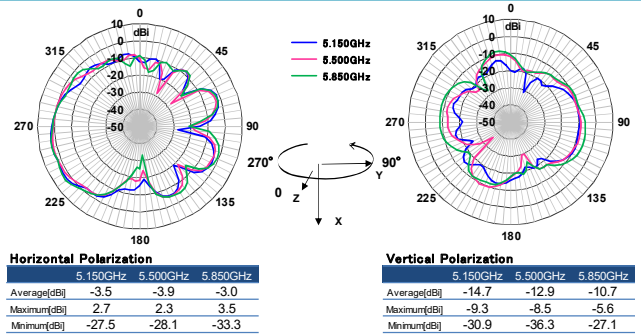 0
10
dBi
-0
-10
-20
-30
-40
-50
315
45
270
90
225
135
180
5.150GHz
5.500GHz
5.850GHz
270°
90°
0
Z
Y
X
0
10
dBi
-0
-10
-20
-30
-40
-50
315
45
270
90
225
135
180
Horizontal Polarization
5.150GHz 5.500GHz 5.850GHz
Average[dBi] -3.5 -3.9 -3.0
Maximum[dBi] 2.7 2.3 3.5
Minimum[dBi] -27.5 -28.1 -33.3
Vertical Polarization
5.150GHz 5.500GHz 5.850GHz
Average[dBi] -14.7 -12.9 -10.7
Maximum[dBi] -9.3 -8.5 -5.6
Minimum[dBi] -30.9 -36.3 -27.1